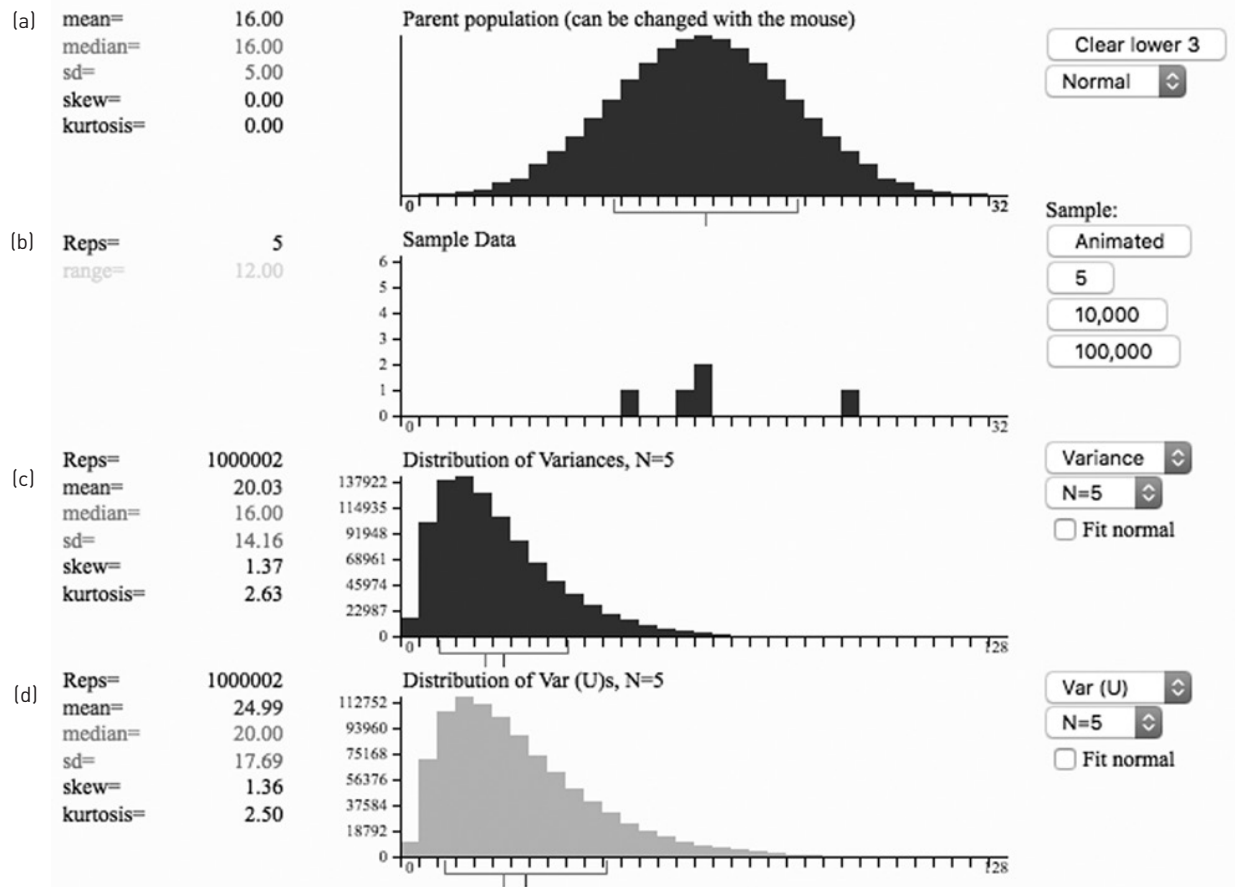 (a)
mean= 16.00
median= 16.00
sd= 5.00
skew= 0.00
kurtosis= 0.00
Parent population (can be changed with the mouse)
0 32
Clear lower 3
Normal
(b)
Reps= 5
range= 12.00
Sample Data
6
5
4
3
2
1
0
0 32
Sample:
Animated
5
10,000
100,000
(c)
Reps= 1000002
mean= 20.03
median= 16.00
sd= 14.16
skew= 1.37
kurtosis= 2.63
Distribution of Variances, N=5
137922
114935
91948
68961
45974
22987
0
0 128
Variance
N=5
Fit normal
(d)
Reps= 1000002
mean= 24.99
median= 20.00
sd= 17.69
skew= 1.36
kurtosis= 2.50
Distribution of Var (U)s, N=5
112752
93960
75168
56376
37584
18792
0
0 128
Var (U)
N=5
Fit normal